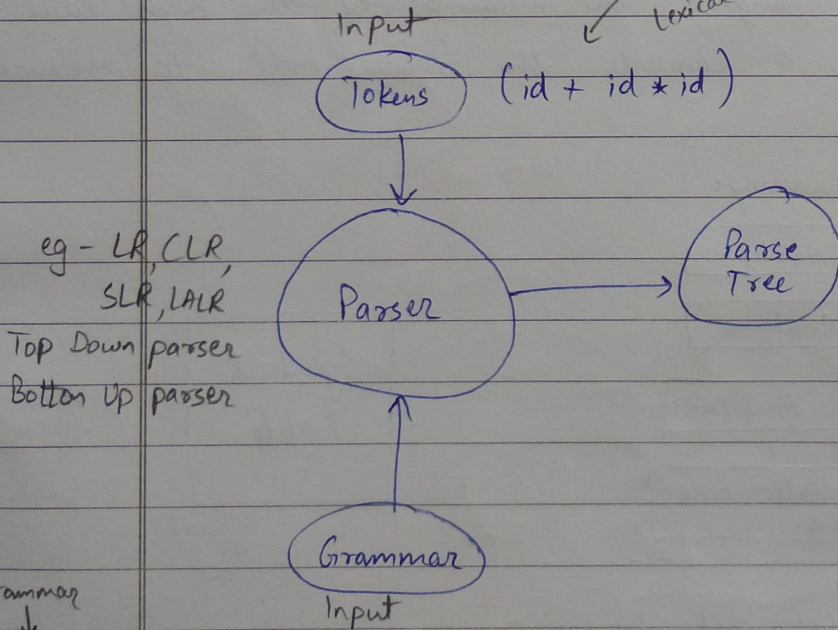 Input
Lexical
Tokens (id + id * id)
eg - LR, CLR,
SLR, LALR
Top Down parser
Botton Up parser
Parser
Parse
Tree
Grammar
Input